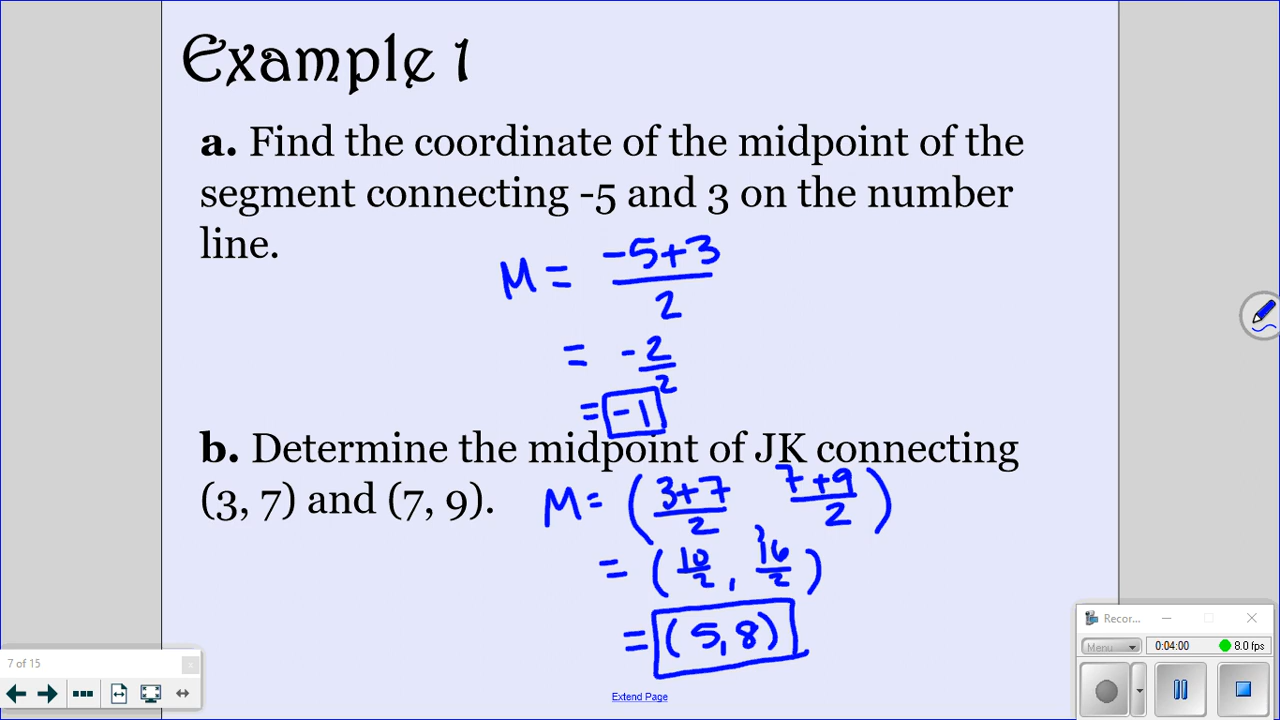 Example 1
a. Find the coordinate of the midpoint of the
segment connecting -5 and 3 on the number
line.
M = -5+3
2
= -2
2
= -1
b. Determine the midpoint of JK connecting
(3, 7) and (7, 9).
M = (3+7/2 7+9/2)
= (10/2, 16/2)
= (5,8)
Extend Page
7 of 15
Recor...
Menu
0:04:00
8.0 fps